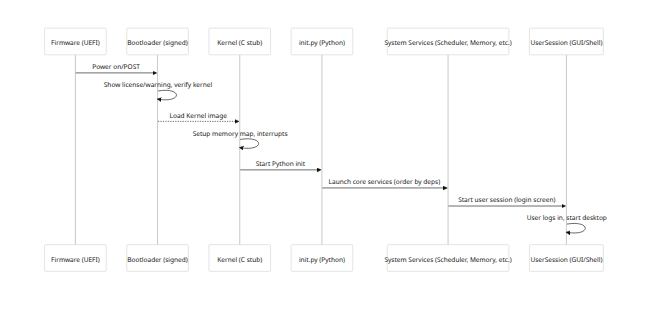 Firmware (UEFI)
Bootloader (signed)
Kernel (C stub)
init.py (Python)
System Services (Scheduler, Memory, etc.)
UserSession (GUI/Shell)
Power on/POST
Show license/warning, verify kernel
Load Kernel image
Setup memory map, interrupts
Start Python init
Launch core services (order by deps)
Start user session (login screen)
User logs in, start desktop
Firmware (UEFI)
Bootloader (signed)
Kernel (C stub)
init.py (Python)
System Services (Scheduler, Memory, etc.)
UserSession (GUI/Shell)